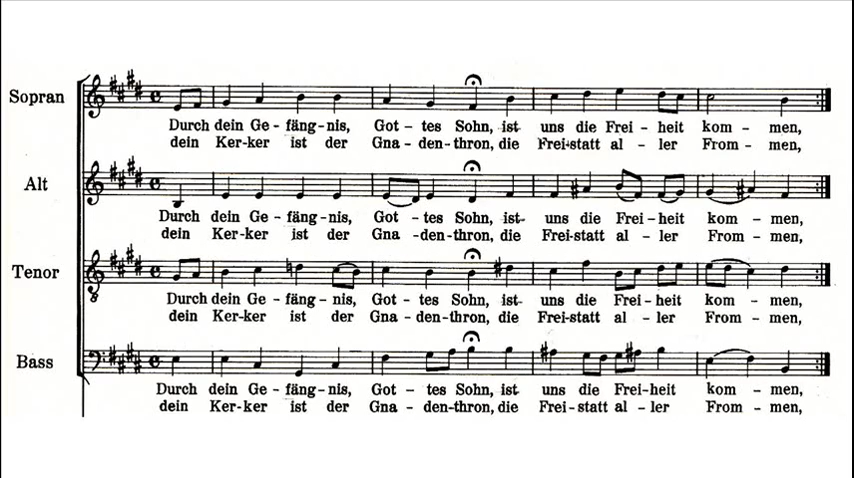 Sopran
Durch dein Ge - fäng - nis, Got - tes Sohn, ist uns die Frei - heit kom - men,
dein Ker - ker ist der Gna - den - thron, die Frei - statt al - ler From - men,
Alt
Durch dein Ge - fäng - nis, Got - tes Sohn, ist uns die Frei - heit kom - men,
dein Ker - ker ist der Gna - den - thron, die Frei - statt al - ler From - men,
Tenor
Durch dein Ge - fäng - nis, Got - tes Sohn, ist uns die Frei - heit kom - men,
dein Ker - ker ist der Gna - den - thron, die Frei - statt al - ler From - men,
8
Bass
Durch dein Ge - fäng - nis, Got - tes Sohn, ist uns die Frei - heit kom - men,
dein Ker - ker ist der Gna - den - thron, die Frei - statt al - ler From - men,